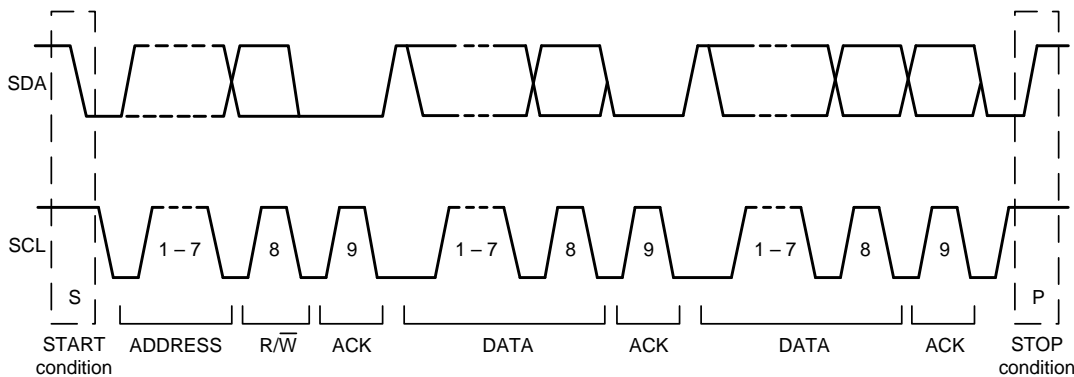 SDA
SCL
1 – 7 8 9 1 – 7 8 9 1 – 7 8 9
S P
START condition
ADDRESS
R/W̅
ACK
DATA
ACK
DATA
ACK
STOP condition